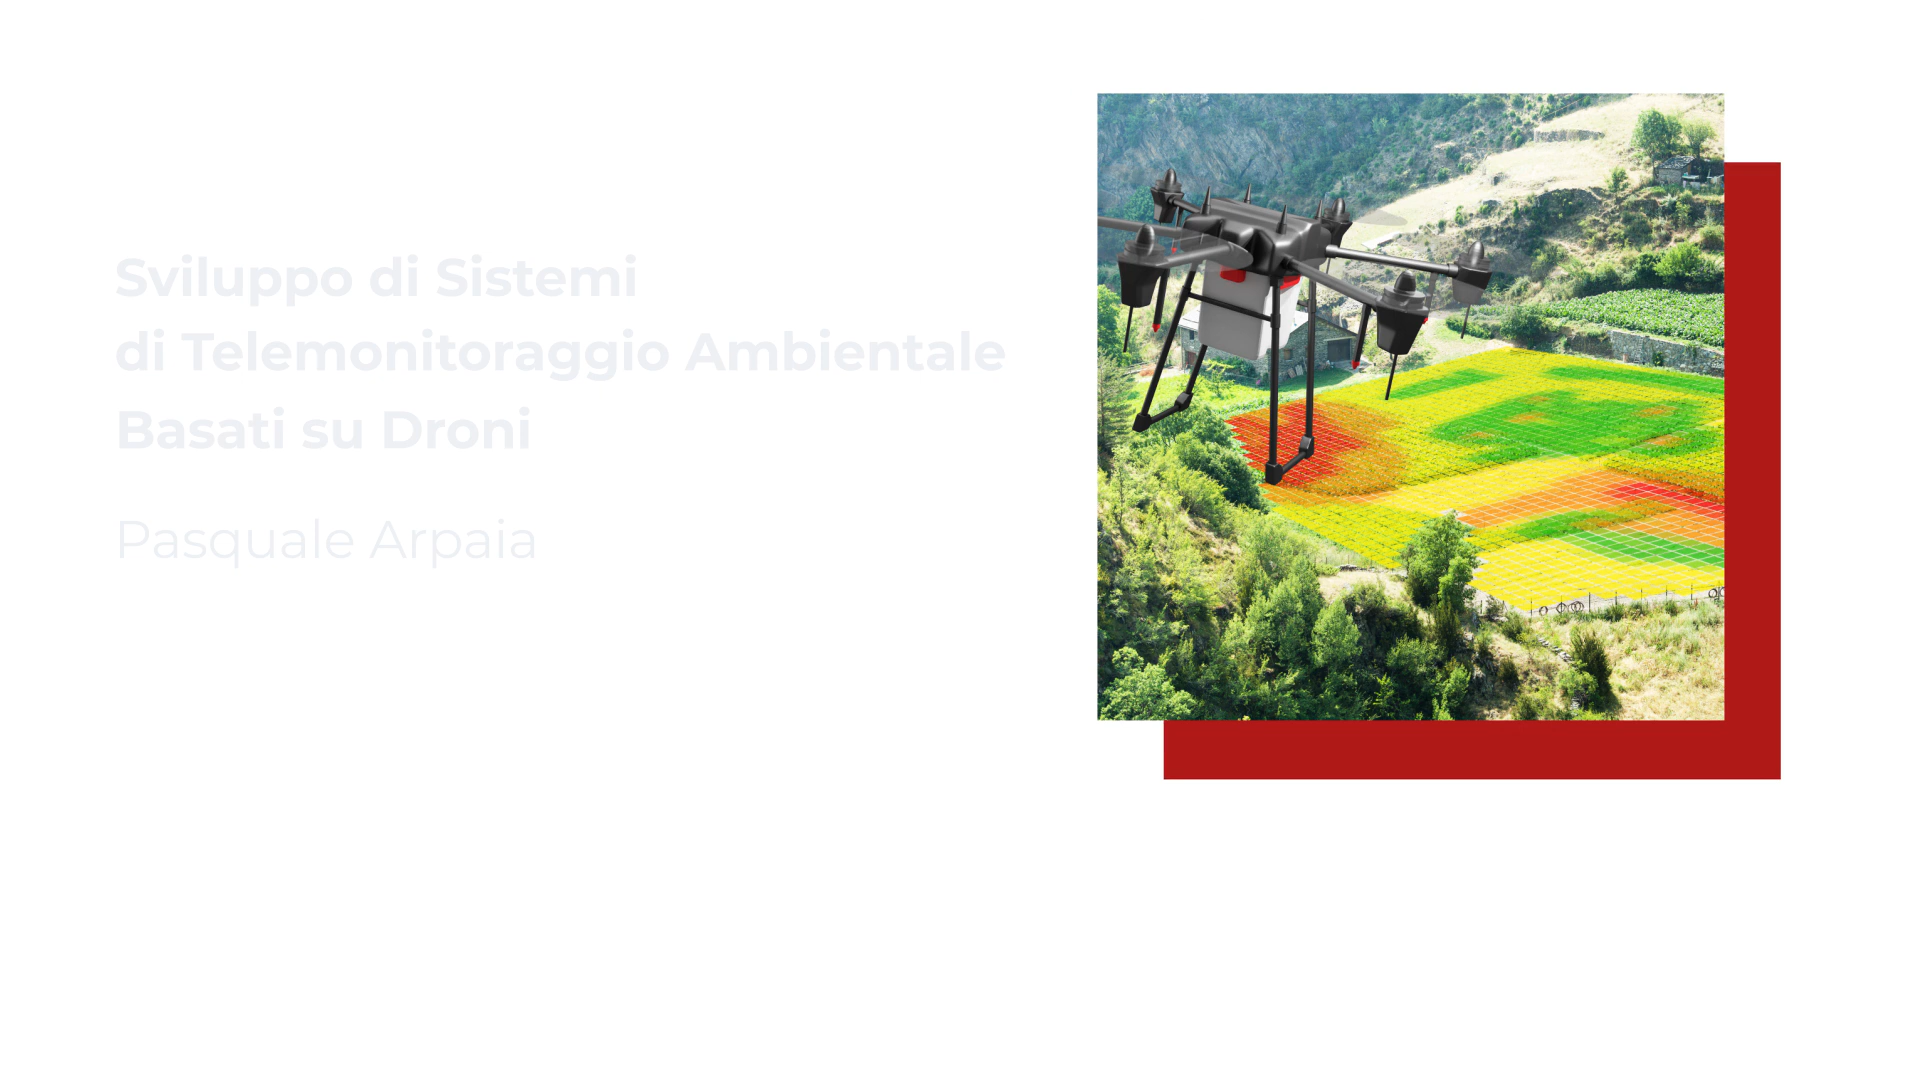 Sviluppo di Sistemi
di Telemonitoraggio Ambientale
Basati su Droni
Pasquale Arpaia